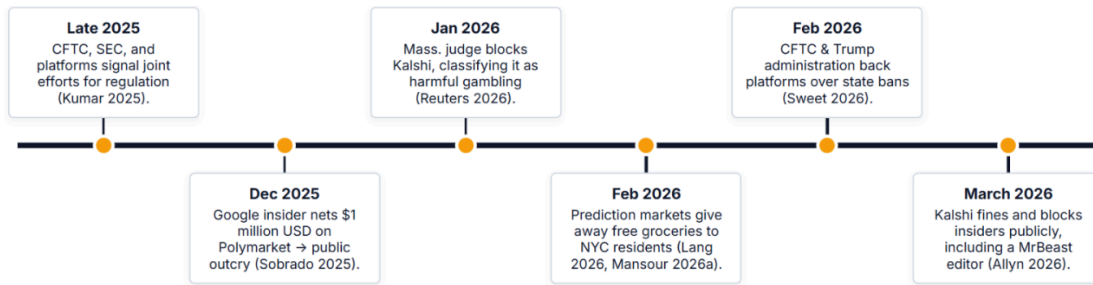 Late 2025
CFTC, SEC, and
platforms signal joint
efforts for regulation
(Kumar 2025).
Dec 2025
Google insider nets $1
million USD on
Polymarket → public
outcry (Sobrado 2025).
Jan 2026
Mass. judge blocks
Kalshi, classifying it as
harmful gambling
(Reuters 2026).
Feb 2026
Prediction markets give
away free groceries to
NYC residents (Lang
2026, Mansour 2026a).
Feb 2026
CFTC & Trump
administration back
platforms over state bans
(Sweet 2026).
March 2026
Kalshi fines and blocks
insiders publicly,
including a MrBeast
editor (Allyn 2026).